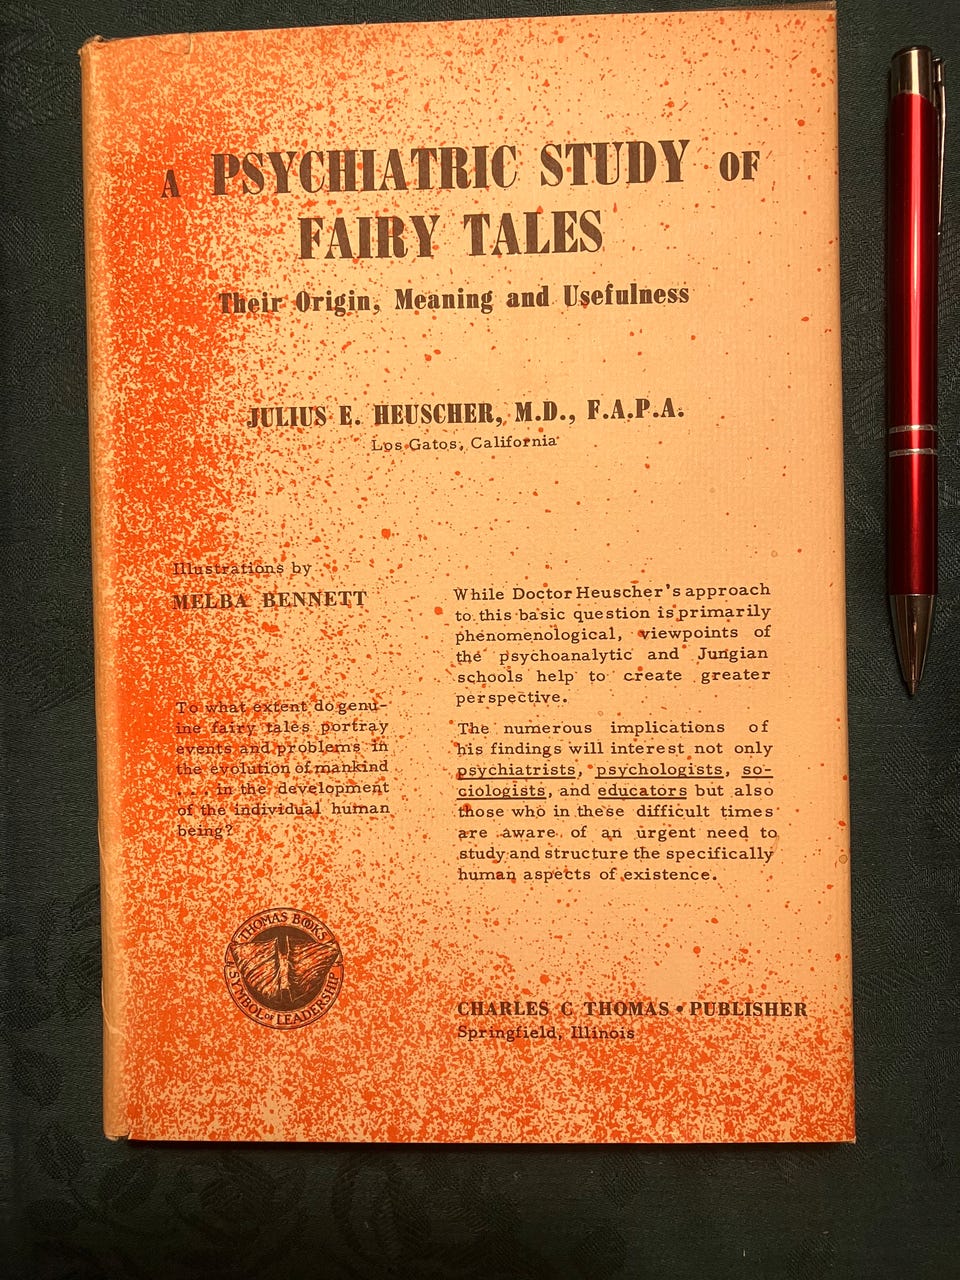 A PSYCHIATRIC STUDY OF
FAIRY TALES
Their Origin, Meaning and Usefulness
JULIUS E. HEUSCHER, M.D., F.A.P.A.
Los Gatos, California
Illustrations by
MELBA BENNETT
To what extent do genu-
ine fairy tales portray
events and problems in
the evolution of mankind
. . . in the development
of the individual human
being?
While Doctor Heuscher's approach
to this basic question is primarily
phenomenological, viewpoints of
the psychoanalytic and Jungian
schools help to create greater
perspective.
The numerous implications of
his findings will interest not only
psychiatrists, psychologists, so-
ciologists, and educators but also
those who in these difficult times
are aware of an urgent need to
study and structure the specifically
human aspects of existence.
THOMAS BOOKS
A SYMBOL OF LEADERSHIP
CHARLES C THOMAS • PUBLISHER
Springfield, Illinois